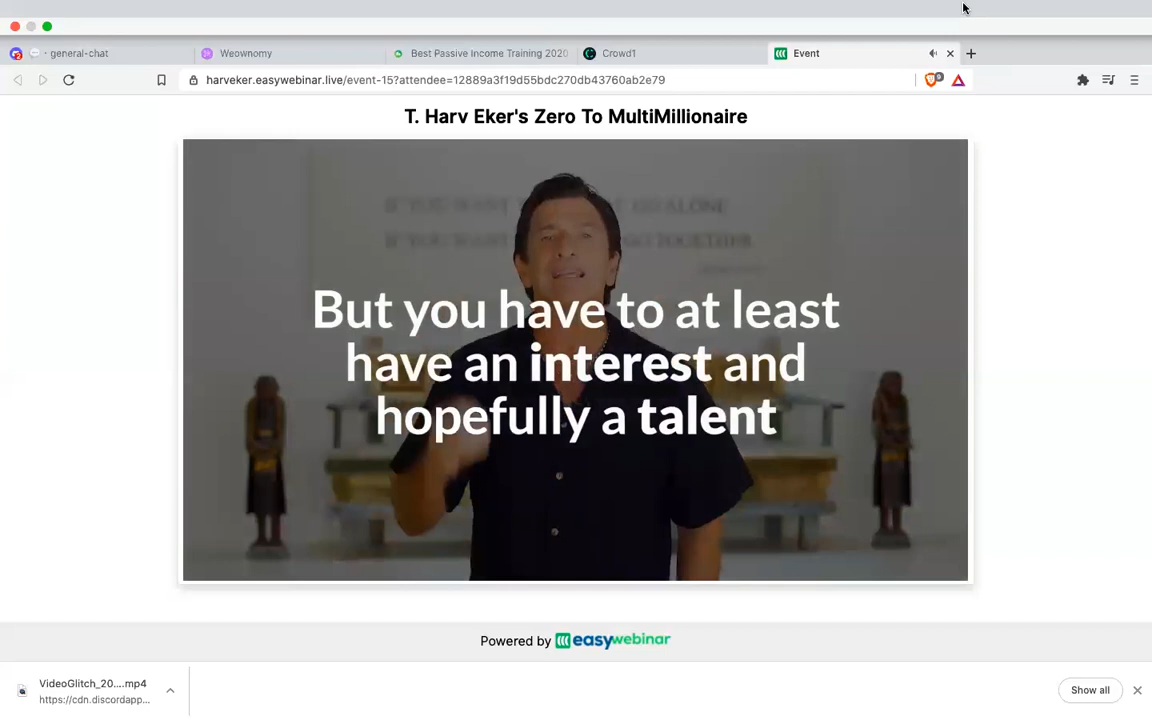 general-chat
Weownomy
Best Passive Income Training 2020
Crowd1
Event
harveker.easywebinar.live/event-15?attendee=12889a3f19d55bdc270db43760ab2e79
T. Harv Eker's Zero To MultiMillionaire
But you have to at least
have an interest and
hopefully a talent
Powered by easywebinar
VideoGlitch_20....mp4
https://cdn.discordapp...
Show all